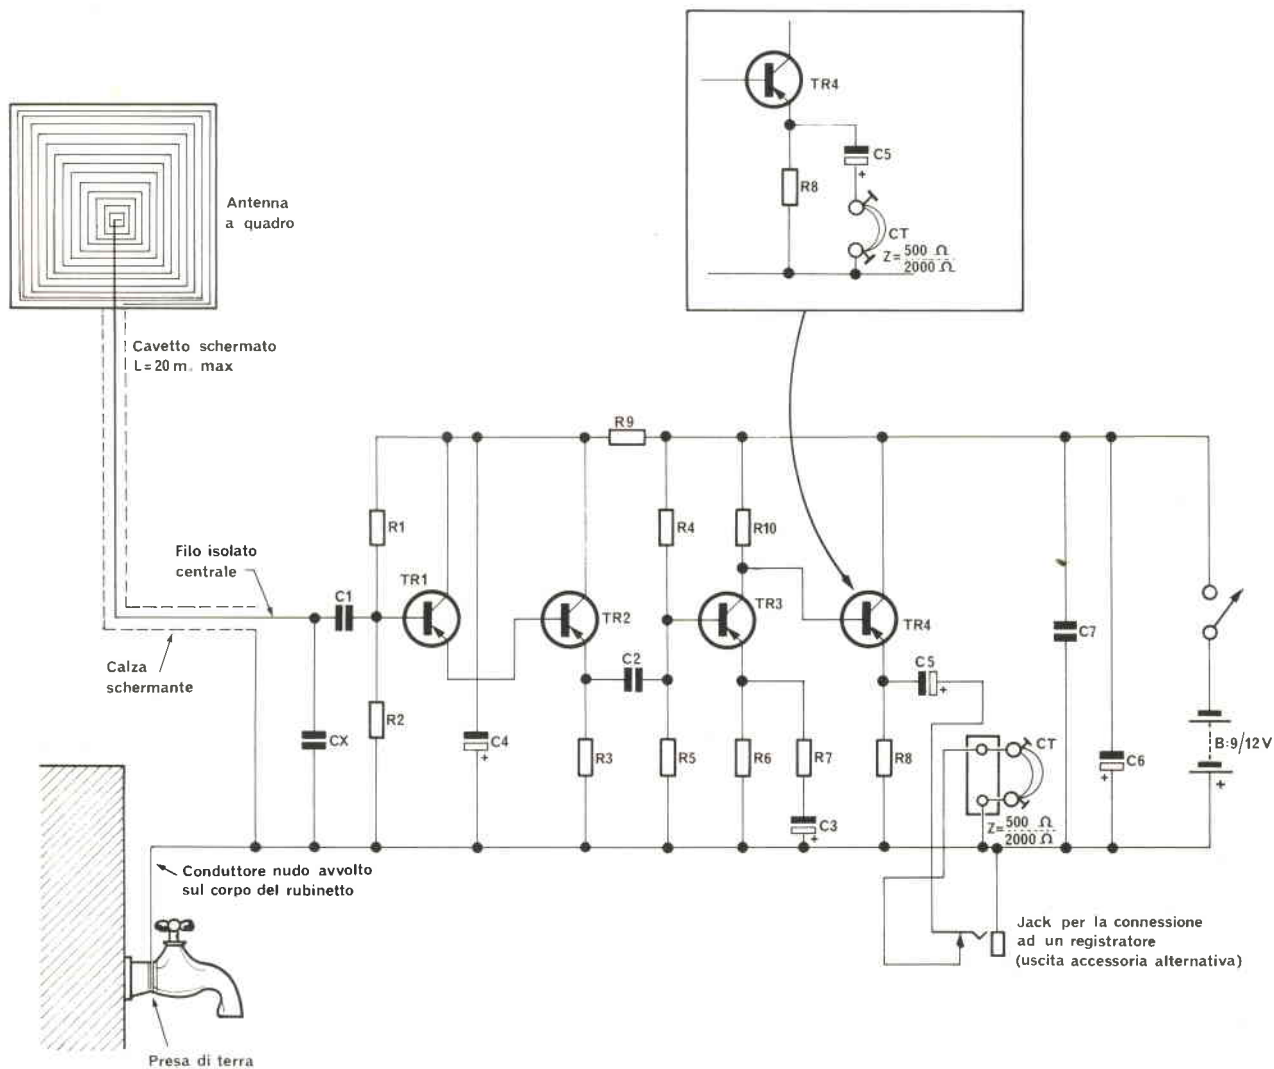 TR4
C5
+
R8
CT
Z= 500 Ω
2000 Ω
Antenna
a quadro
Cavetto schermato
L=20 m. max
R9
R1
R4
R10
Filo isolato
centrale
C1
TR1
TR2
TR3
TR4
C7
C2
C5
+
Calza
schermante
CX
R2
C4
+
R3
R5
R6
R7
R8
CT
C6
+
B:9/12V
+
C3
+
Z= 500 Ω
2000 Ω
Conduttore nudo avvolto
sul corpo del rubinetto
Jack per la connessione
ad un registratore
(uscita accessoria alternativa)
Presa di terra